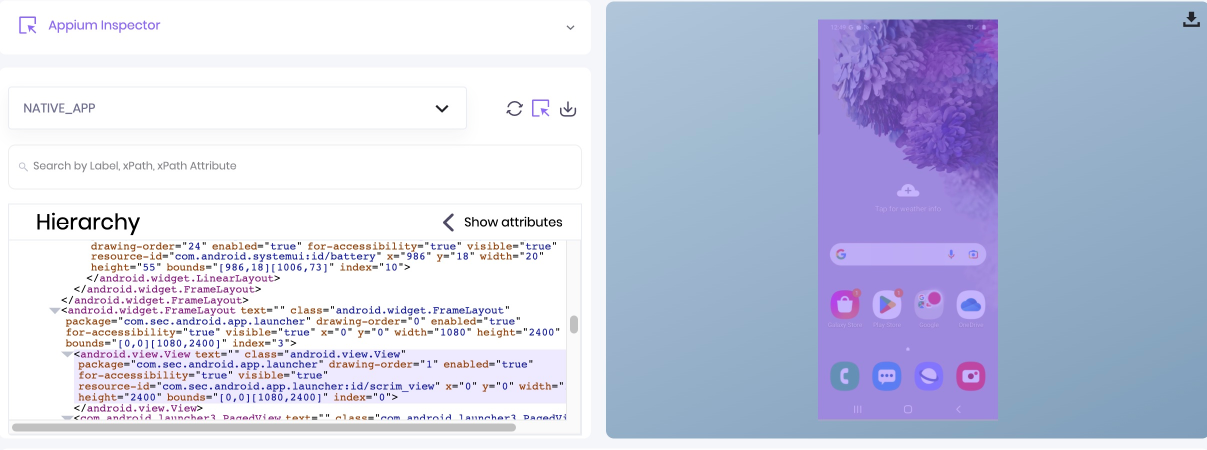 Appium Inspector
NATIVE_APP
Search by Label, xPath, xPath Attribute
Hierarchy
Show attributes
drawing-order="24" enabled="true" for-accessibility="true" visible="true"
resource-id="com.android.systemui:id/battery" x="986" y="18" width="20"
height="55" bounds="[986,18][1006,73]" index="10">
</android.widget.LinearLayout>
</android.widget.FrameLayout>
</android.widget.FrameLayout>
<android.widget.FrameLayout text="" class="android.widget.FrameLayout"
package="com.sec.android.app.launcher" drawing-order="0" enabled="true"
for-accessibility="true" visible="true" x="0" y="0" width="1080" height="2400"
bounds="[0,0][1080,2400]" index="3">
<android.view.View text="" class="android.view.View"
package="com.sec.android.app.launcher" drawing-order="1" enabled="true"
for-accessibility="true" visible="true"
resource-id="com.sec.android.app.launcher:id/scrim_view" x="0" y="0" width="
height="2400" bounds="[0,0][1080,2400]" index="0">
</android.view.View>
<com.android.launcher3.PagedView text="" class="com.android.launcher3.PagedVi
Tap for weather info
Galaxy Store
Play Store
Google
OneDrive